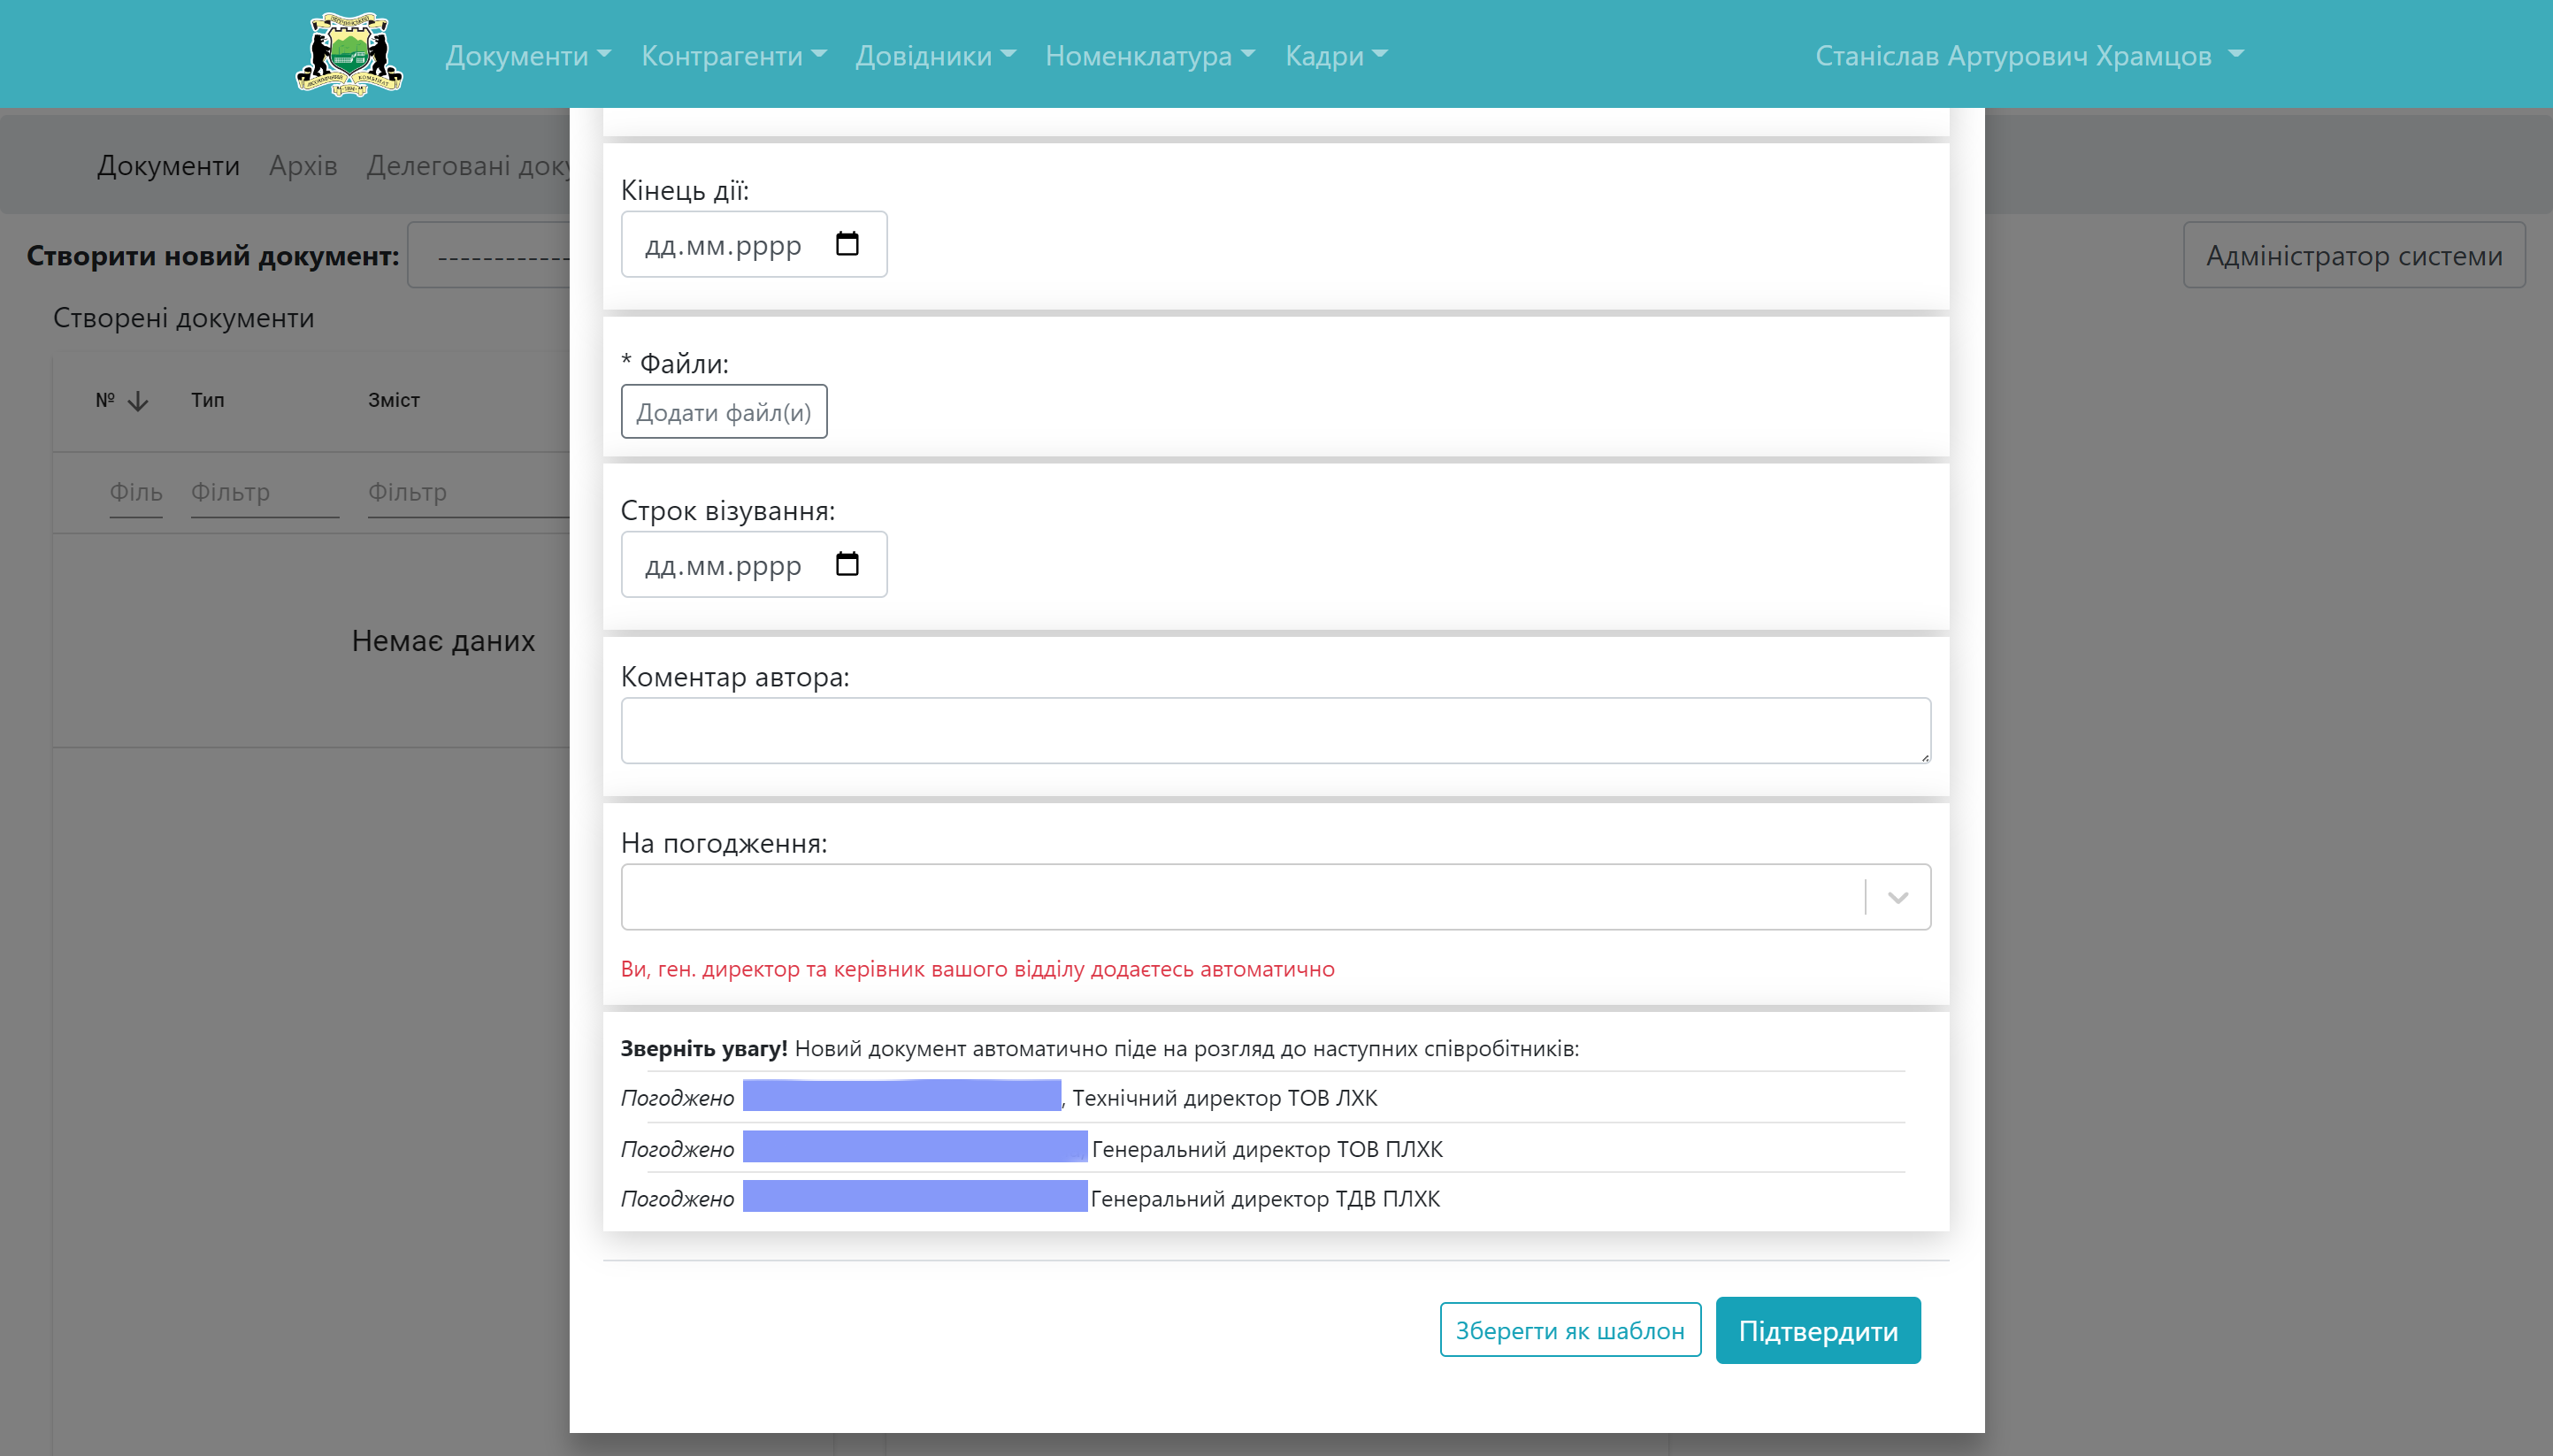 Документи Контрагенти Довідники Номенклатура Кадри Станіслав Артурович Храмцов
Документи Архів Делеговані доку
Створити новий документ: ------------ Адміністратор системи
Створені документи
№ Тип Зміст
Філь Фільтр Фільтр
Немає даних
Кінець дії:
дд.мм.рррр
* Файли:
Додати файл(и)
Строк візування:
дд.мм.рррр
Коментар автора:
На погодження:
Ви, ген. директор та керівник вашого відділу додаєтесь автоматично
Зверніть увагу! Новий документ автоматично піде на розгляд до наступних співробітників:
Погоджено , Технічний директор ТОВ ЛХК
Погоджено Генеральний директор ТОВ ПЛХК
Погоджено Генеральний директор ТДВ ПЛХК
Зберегти як шаблон Підтвердити